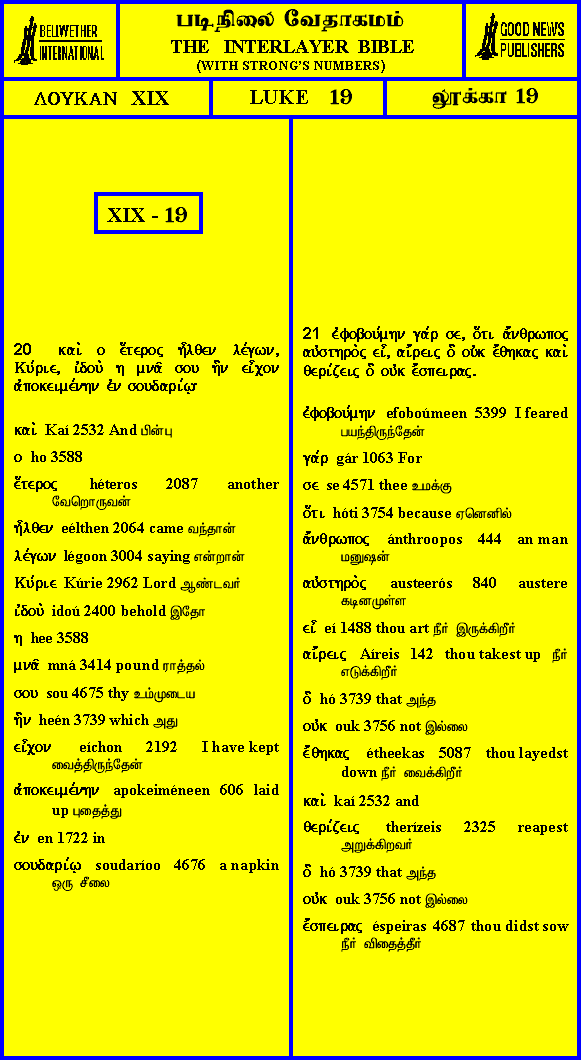 BELLWETHER
INTERNATIONAL
படிநிலை வேதாகமம்
THE INTERLAYER BIBLE
(WITH STRONG'S NUMBERS)
GOOD NEWS
PUBLISHERS
ΛΟΥΚΑΝ XIX
LUKE 19
லூக்கா 19
XIX - 19
20 καὶ ο ἕτερος ἦλθεν λέγων,
Κύριε, ἰδοὺ η μνᾶ σου ἣν εἶχον
ἀποκειμένην ἐν σουδαρίῳ·
καὶ Kaí 2532 And பின்பு
ο ho 3588
ἕτερος héteros 2087 another
வேறொருவன்
ἦλθεν eélthen 2064 came வந்தான்
λέγων légoon 3004 saying என்றான்
Κύριε Kúrie 2962 Lord ஆண்டவர்
ἰδοὺ idoú 2400 behold இதோ
η hee 3588
μνᾶ mná 3414 pound ராத்தல்
σου sou 4675 thy உம்முடைய
ἣν heén 3739 which அது
εἶχον eíchon 2192 I have kept
வைத்திருந்தேன்
ἀποκειμένην apokeiméneen 606 laid
up புதைத்து
ἐν en 1722 in
σουδαρίῳ soudaríoo 4676 a napkin
ஒரு சீலை
21 ἐφοβούμην γάρ σε, ὅτι ἄνθρωπος
αὐστηρὸς εἶ, αἴρεις ὃ οὐκ ἔθηκας καὶ
θερίζεις ὃ οὐκ ἔσπειρας.
ἐφοβούμην efoboúmeen 5399 I feared
பயந்திருந்தேன்
γάρ gár 1063 For
σε se 4571 thee உமக்கு
ὅτι hóti 3754 because ஏனெனில்
ἄνθρωπος ánthroopos 444 an man
மனுஷன்
αὐστηρὸς austeerós 840 austere
கடினமுள்ள
εἶ eí 1488 thou art நீர் இருக்கிறீர்
αἴρεις Aíreis 142 thou takest up நீர்
எடுக்கிறீர்
ὃ hó 3739 that அந்த
οὐκ ouk 3756 not இல்லை
ἔθηκας étheekas 5087 thou layedst
down நீர் வைக்கிறீர்
καὶ kaí 2532 and
θερίζεις therízeis 2325 reapest
அறுக்கிறவர்
ὃ hó 3739 that அந்த
οὐκ ouk 3756 not இல்லை
ἔσπειρας éspeiras 4687 thou didst sow
நீர் விதைத்தீர்